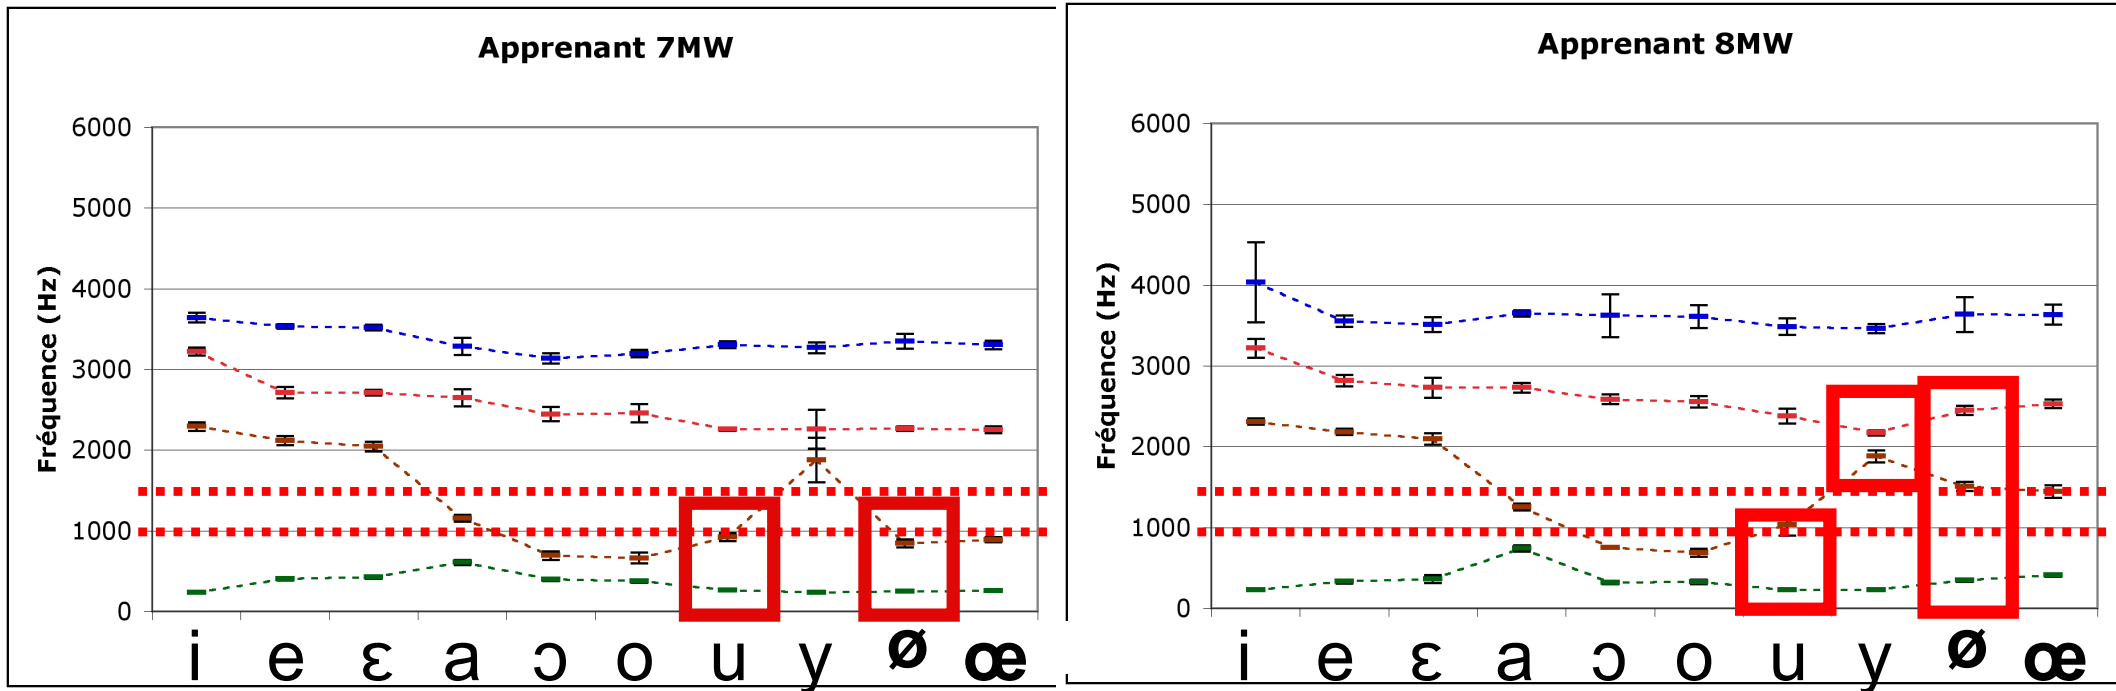 Apprenant 7MW
Fréquence (Hz)
6000
5000
4000
3000
2000
1000
0
i e ɛ a ɔ o u y ø œ
Apprenant 8MW
Fréquence (Hz)
6000
5000
4000
3000
2000
1000
0
i e ɛ a ɔ o u y ø œ